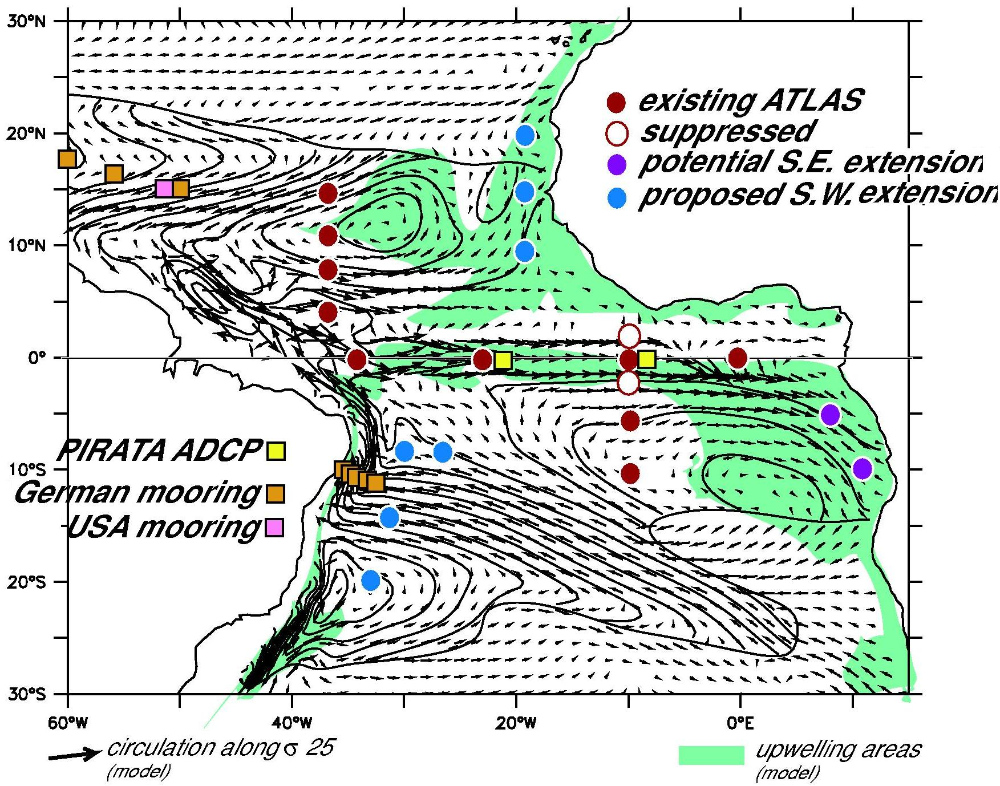 30°N
20°N
10°N
0°
10°S
20°S
30°S
existing ATLAS
suppressed
potential S.E. extension
proposed S.W. extension
PIRATA ADCP
German mooring
USA mooring
60°W 40°W 20°W 0°E
circulation along σ 25
(model)
upwelling areas
(model)